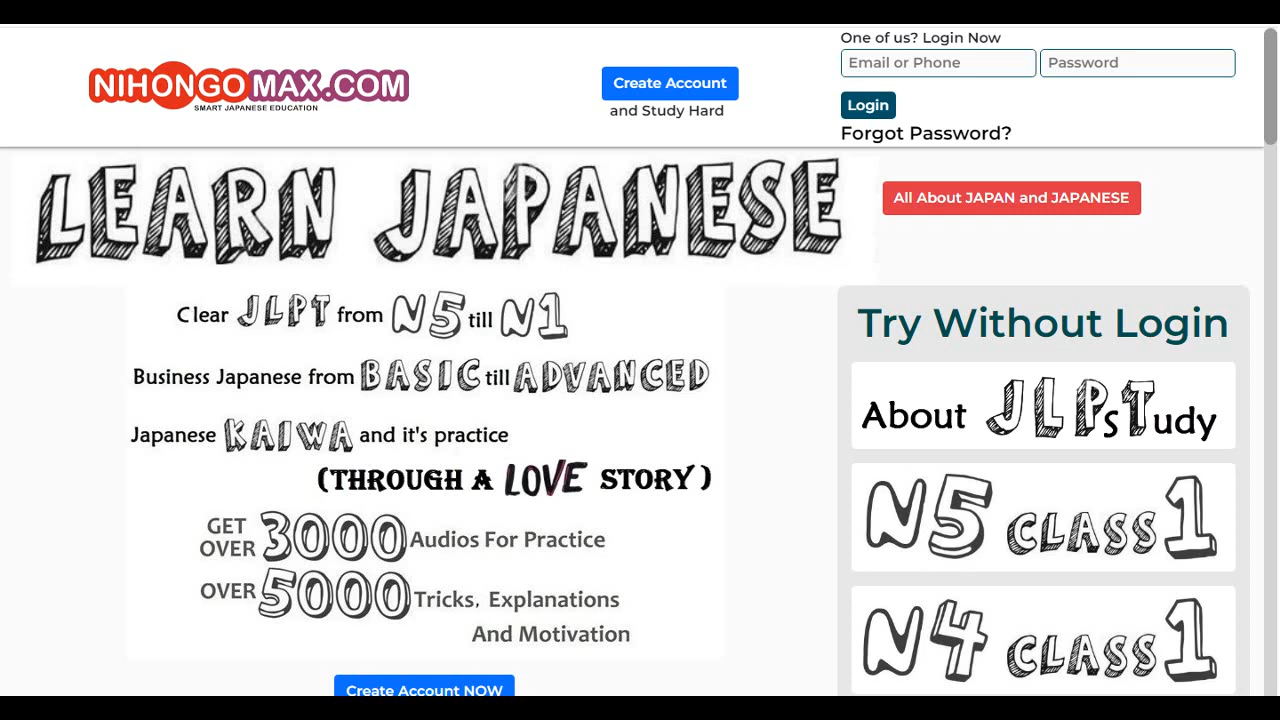 NIHONGOMAX.COM
SMART JAPANESE EDUCATION
Create Account
and Study Hard
One of us? Login Now
Email or Phone
Password
Login
Forgot Password?
LEARN JAPANESE
All About JAPAN and JAPANESE
Clear JLPT from N5 till N1
Business Japanese from BASIC till ADVANCED
Japanese KAIWA and it's practice
(THROUGH A LOVE STORY)
GET OVER 3000 Audios For Practice
OVER 5000 Tricks, Explanations
And Motivation
Create Account NOW
Try Without Login
About JLPsTudy
N5 CLASS 1
N4 CLASS 1